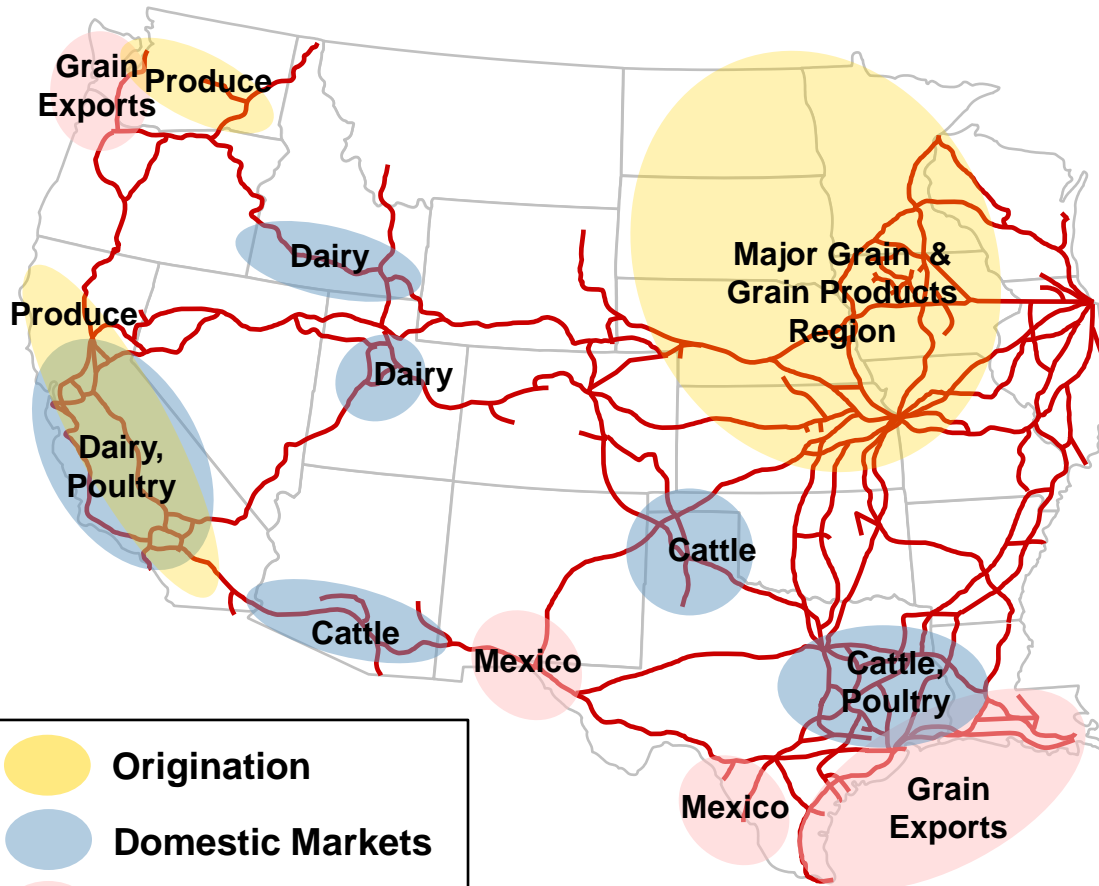 Grain
Exports
Produce
Dairy
Major Grain &
Grain Products
Region
Produce
Dairy
Dairy,
Poultry
Cattle
Cattle
Mexico
Cattle,
Poultry
Mexico
Grain
Exports
Origination
Domestic Markets